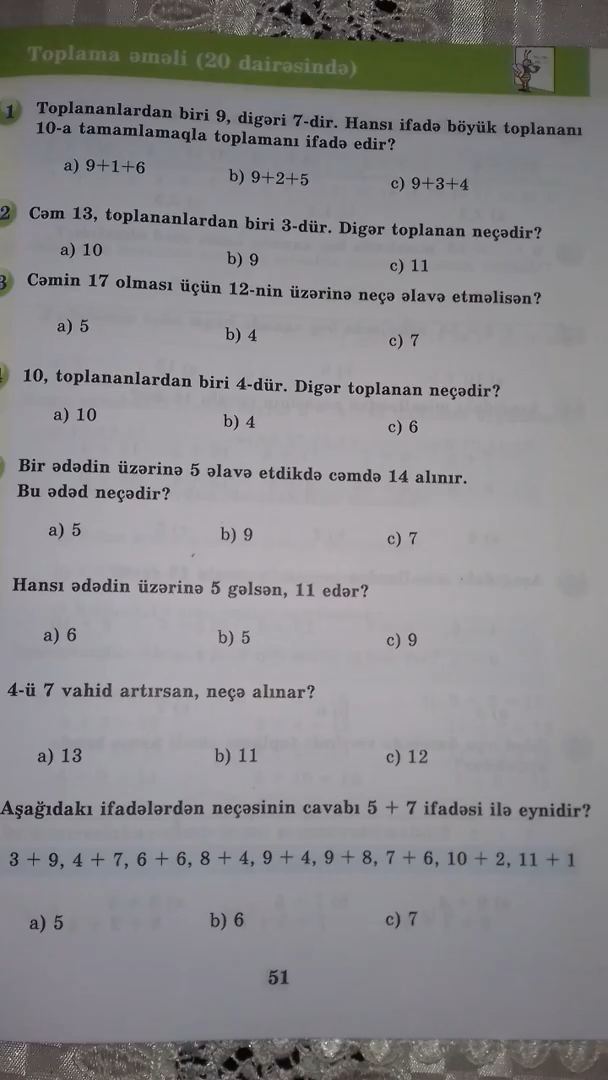 Toplama əməli (20 dairəsində)
1 Toplananlardan biri 9, digəri 7-dir. Hansı ifadə böyük toplananı
10-a tamamlamaqla toplamanı ifadə edir?
a) 9+1+6 b) 9+2+5 c) 9+3+4
2 Cəm 13, toplananlardan biri 3-dür. Digər toplanan neçədir?
a) 10 b) 9 c) 11
3 Cəmin 17 olması üçün 12-nin üzərinə neçə əlavə etməlisən?
a) 5 b) 4 c) 7
10, toplananlardan biri 4-dür. Digər toplanan neçədir?
a) 10 b) 4 c) 6
Bir ədədin üzərinə 5 əlavə etdikdə cəmdə 14 alınır.
Bu ədəd neçədir?
a) 5 b) 9 c) 7
Hansı ədədin üzərinə 5 gəlsən, 11 edər?
a) 6 b) 5 c) 9
4-ü 7 vahid artırsan, neçə alınar?
a) 13 b) 11 c) 12
Aşağıdakı ifadələrdən neçəsinin cavabı 5 + 7 ifadəsi ilə eynidir?
3 + 9, 4 + 7, 6 + 6, 8 + 4, 9 + 4, 9 + 8, 7 + 6, 10 + 2, 11 + 1
a) 5 b) 6 c) 7
51